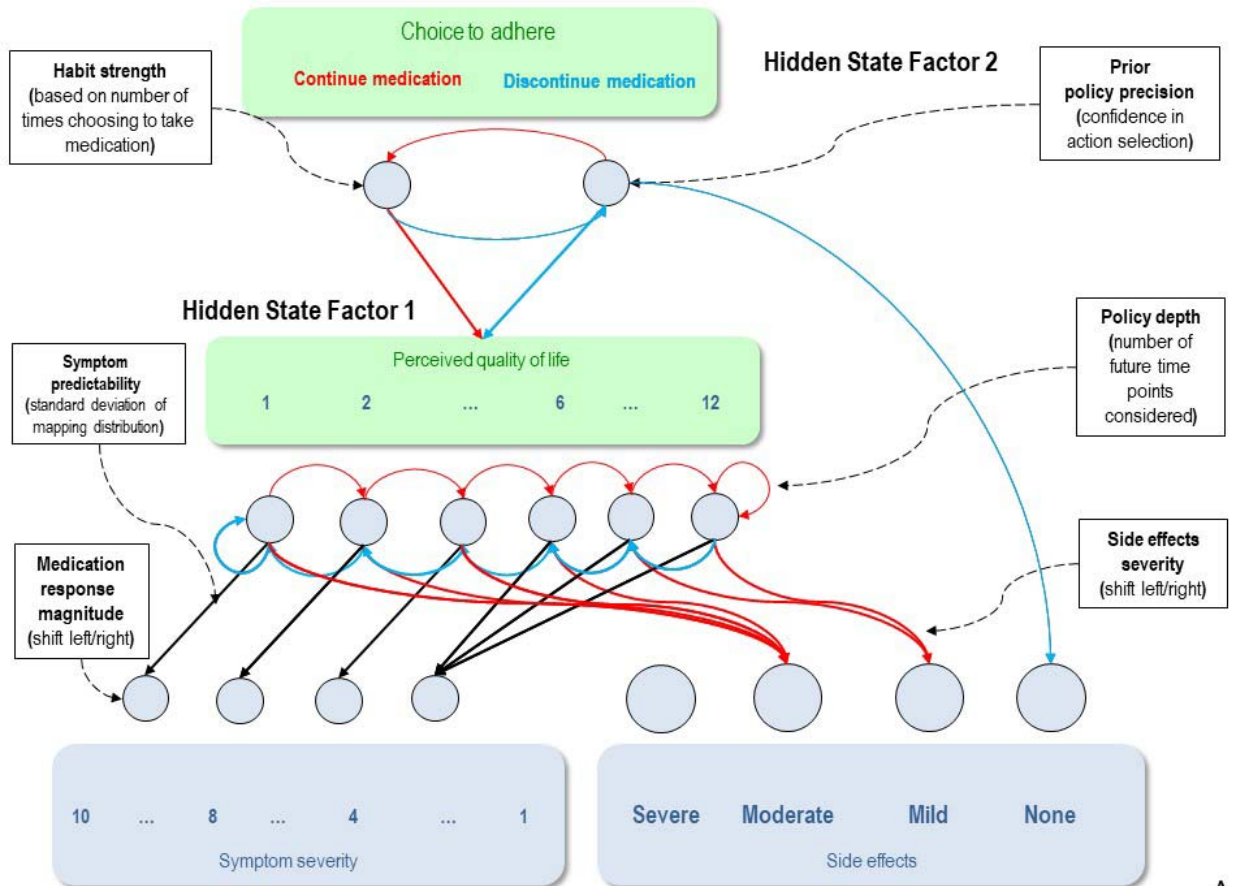 Choice to adhere
Continue medication
Discontinue medication
Hidden State Factor 2
Habit strength
(based on number of
times choosing to take
medication)
Prior
policy precision
(confidence in
action selection)
Hidden State Factor 1
Perceived quality of life
1 2 ... 6 ... 12
Symptom
predictability
(standard deviation of
mapping distribution)
Policy depth
(number of
future time
points
considered)
Medication
response
magnitude
(shift left/right)
Side effects
severity
(shift left/right)
10 ... 8 ... 4 ... 1
Symptom severity
Severe Moderate Mild None
Side effects